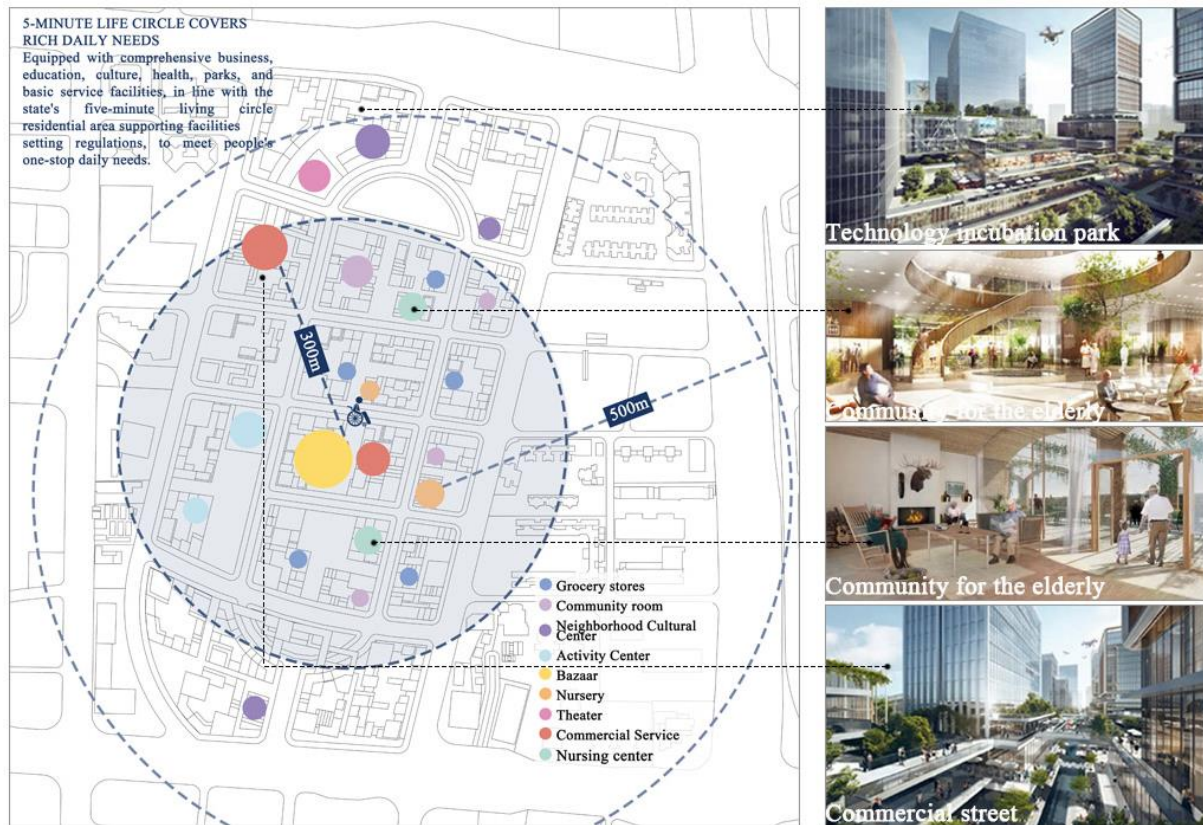 5-MINUTE LIFE CIRCLE COVERS
RICH DAILY NEEDS
Equipped with comprehensive business,
education, culture, health, parks, and
basic service facilities, in line with the
state's five-minute living circle
residential area supporting facilities
setting regulations, to meet people's
one-stop daily needs.
300m
500m
Grocery stores
Community room
Neighborhood Cultural
Center
Activity Center
Bazaar
Nursery
Theater
Commercial Service
Nursing center
Technology incubation park
Community for the elderly
Community for the elderly
Commercial street